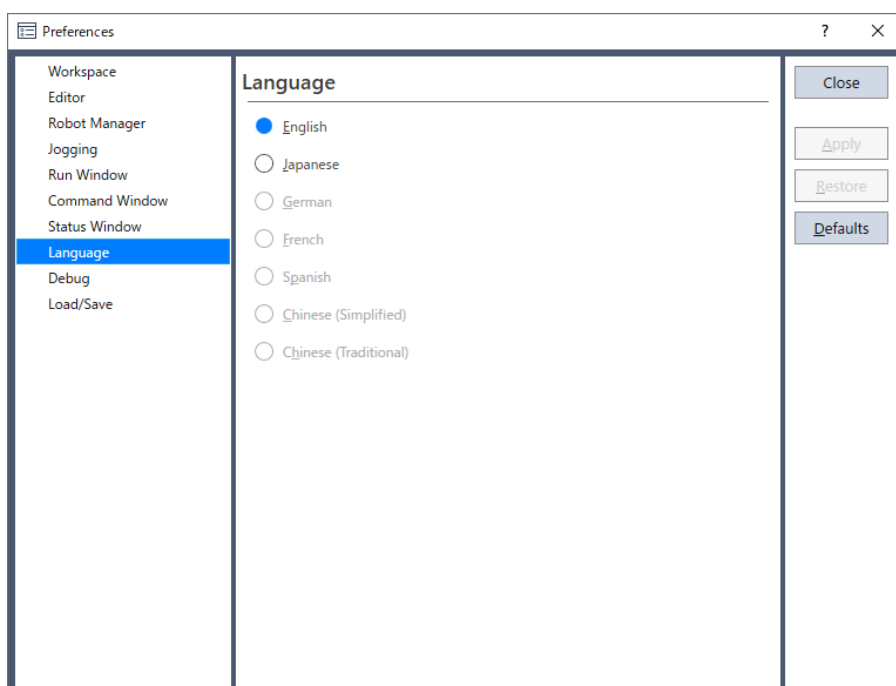 Preferences
?
Workspace
Editor
Robot Manager
Jogging
Run Window
Command Window
Status Window
Language
Debug
Load/Save
Language
English
Japanese
German
French
Spanish
Chinese (Simplified)
Chinese (Traditional)
Close
Apply
Restore
Defaults